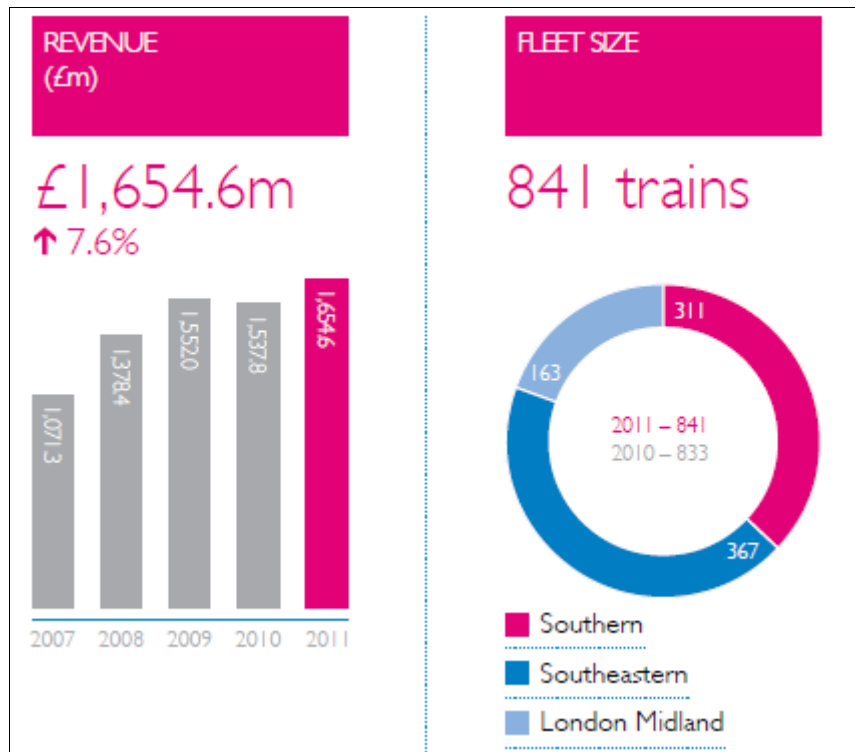 REVENUE
(£m)
£1,654.6m
↑ 7.6%
1,071.3
1,378.4
1,552.0
1,537.8
1,654.6
2007 2008 2009 2010 2011
FLEET SIZE
841 trains
311
163
2011 – 841
2010 – 833
367
Southern
Southeastern
London Midland